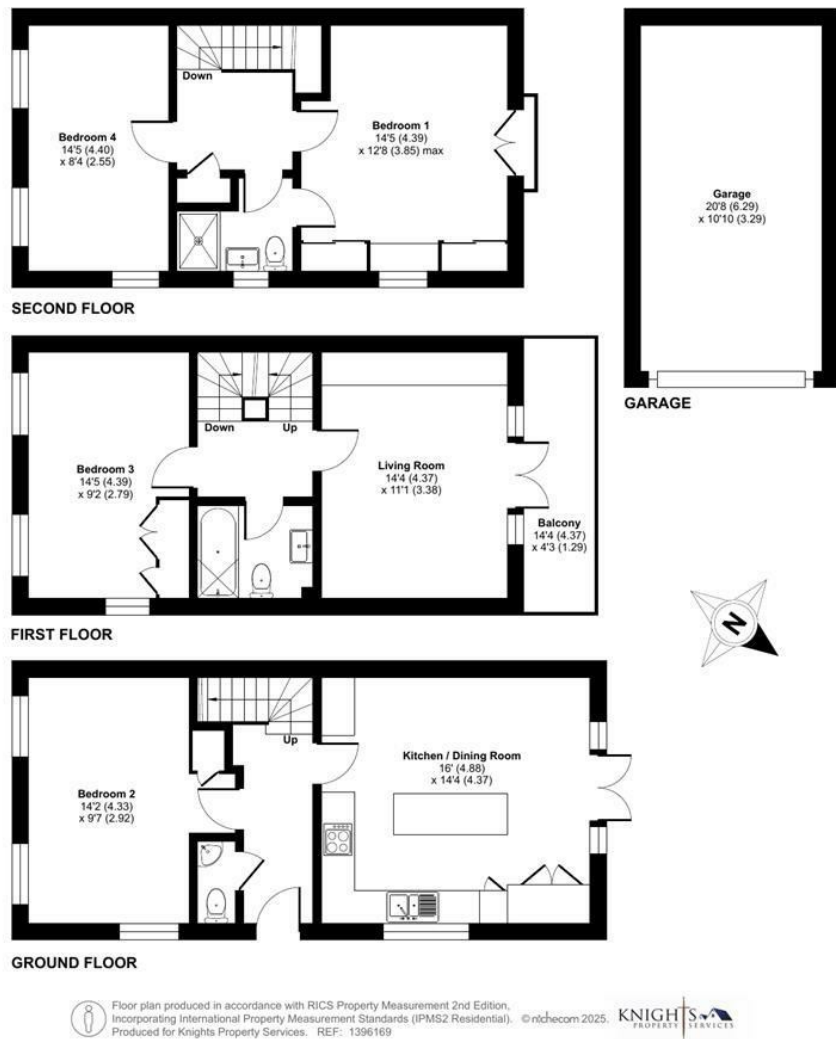 Down
Bedroom 4
14'5 (4.40)
x 8'4 (2.55)
Bedroom 1
14'5 (4.39)
x 12'8 (3.85) max
SECOND FLOOR
Garage
20'8 (6.29)
x 10'10 (3.29)
GARAGE
Down
Up
Bedroom 3
14'5 (4.39)
x 9'2 (2.79)
Living Room
14'4 (4.37)
x 11'1 (3.38)
Balcony
14'4 (4.37)
x 4'3 (1.29)
FIRST FLOOR
N
Up
Bedroom 2
14'2 (4.33)
x 9'7 (2.92)
Kitchen / Dining Room
16' (4.88)
x 14'4 (4.37)
GROUND FLOOR
Floor plan produced in accordance with RICS Property Measurement 2nd Edition,
Incorporating International Property Measurement Standards (IPMS2 Residential). ©nichecom 2025.
Produced for Knights Property Services. REF: 1396169
KNIGHTS
PROPERTY SERVICES